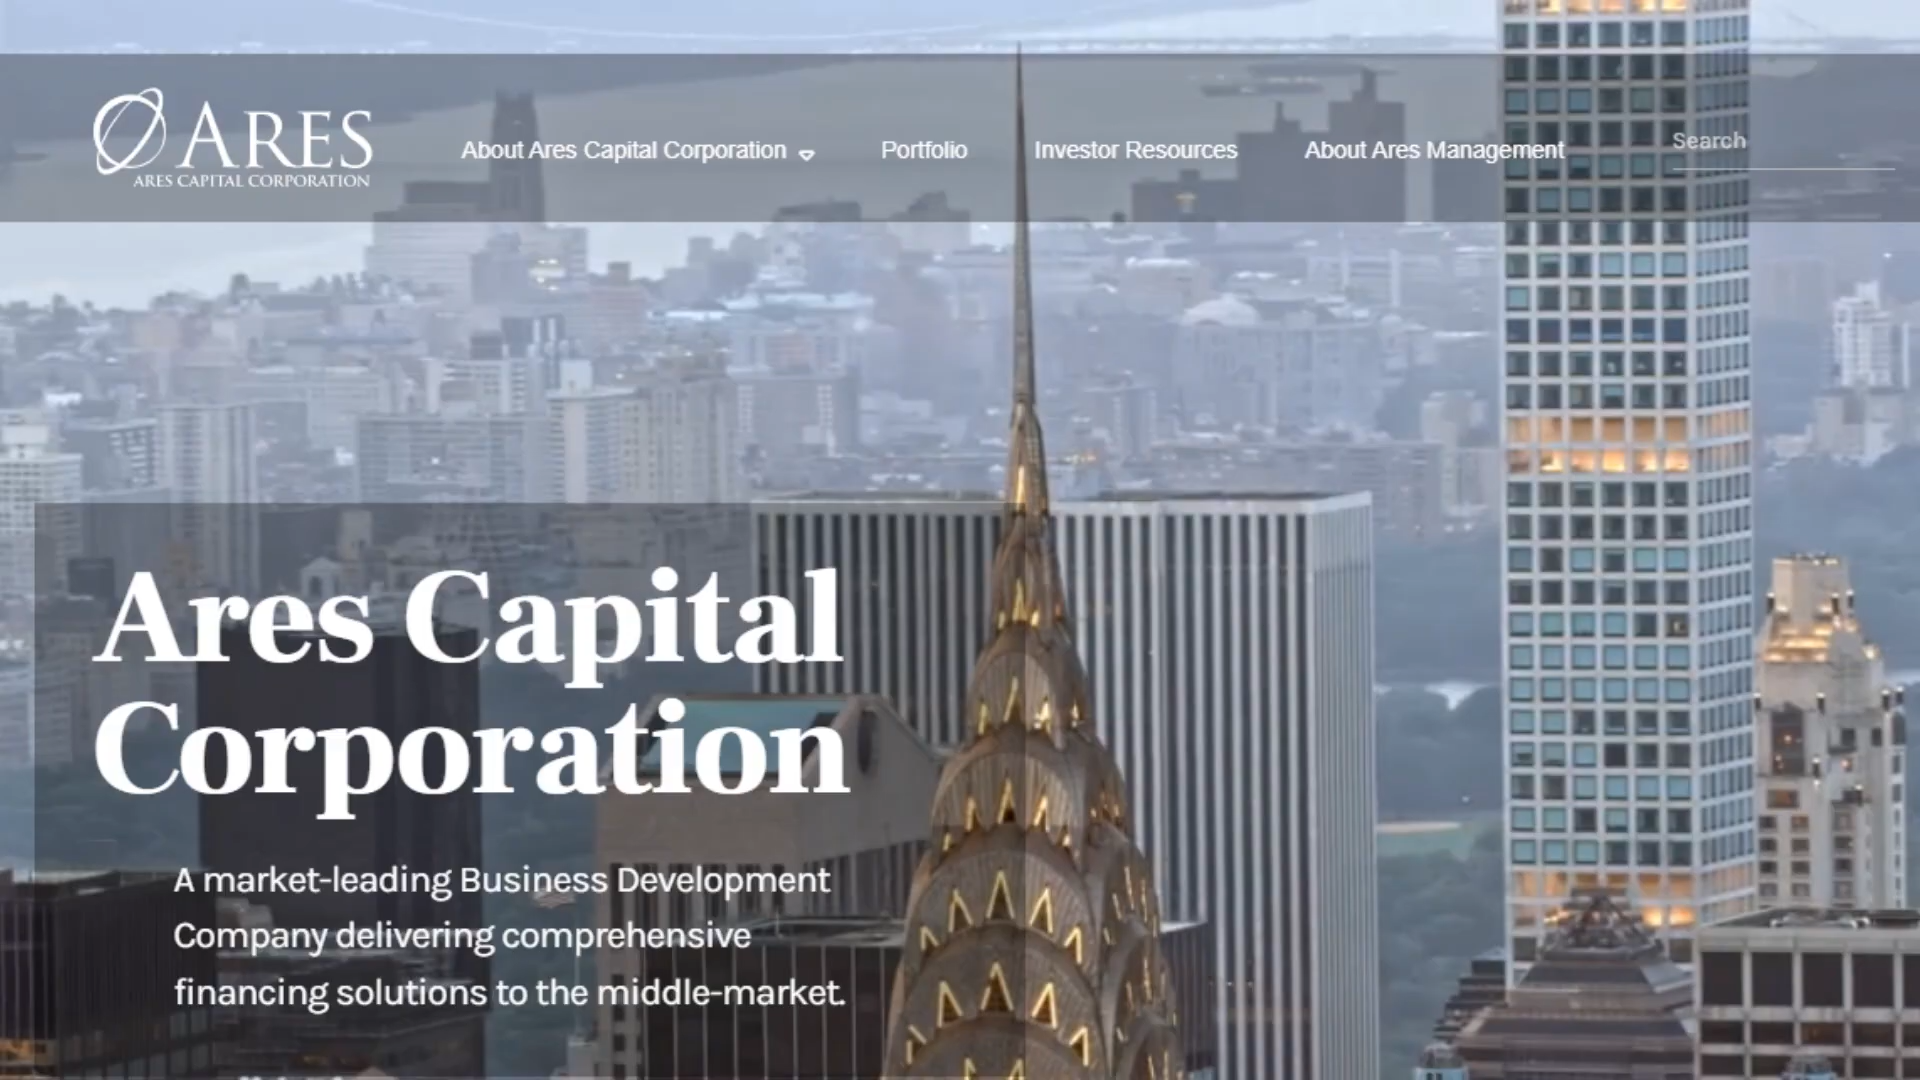 ARES
ARES CAPITAL CORPORATION
About Ares Capital Corporation
Portfolio
Investor Resources
About Ares Management
Search
Ares Capital
Corporation
A market-leading Business Development
Company delivering comprehensive
financing solutions to the middle-market.